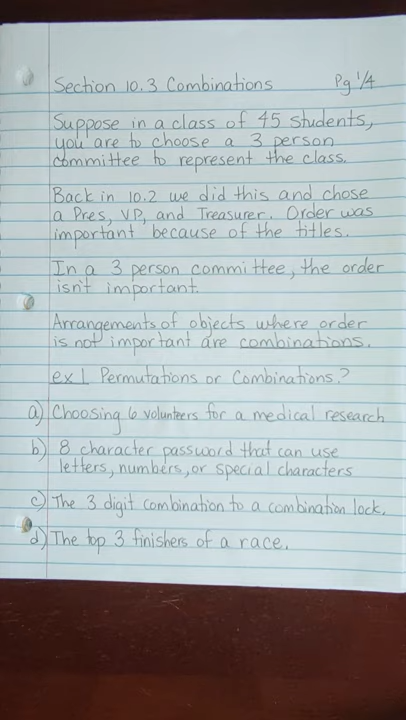 Section 10.3 Combinations Pg 1/4
Suppose in a class of 45 students,
you are to choose a 3 person
committee to represent the class.
Back in 10.2 we did this and chose
a Pres, VP, and Treasurer. Order was
important because of the titles.
In a 3 person committee, the order
isn't important.
Arrangements of objects where order
is not important are combinations.
ex 1 Permutations or Combinations?
a) Choosing 6 volunteers for a medical research
b) 8 character password that can use
letters, numbers, or special characters
c) The 3 digit combination to a combination lock.
d) The top 3 finishers of a race.